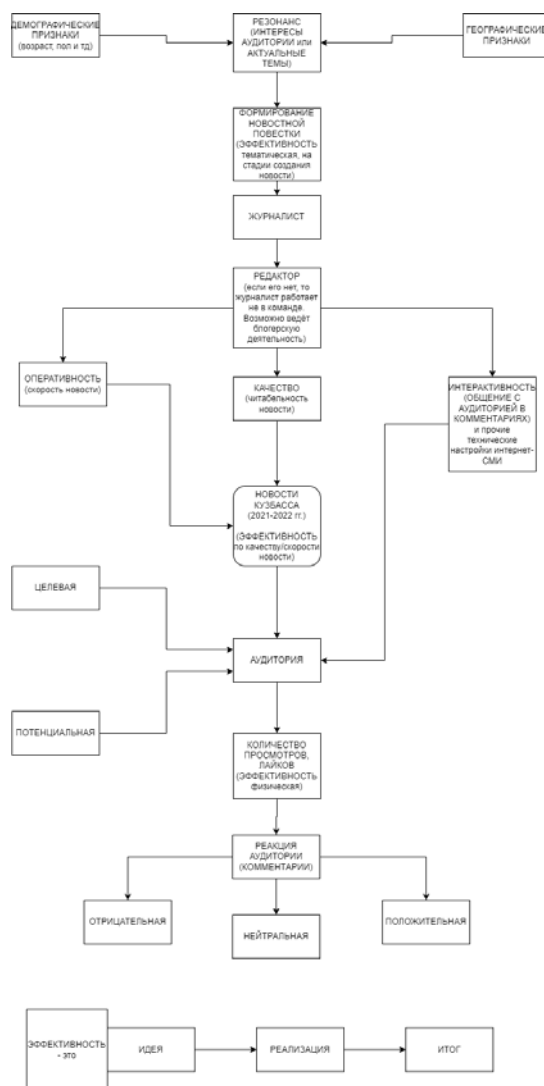 ДЕМОГРАФИЧЕСКИЕ
ПРИЗНАКИ
(возраст, пол и тд)
РЕЗОНАНС
(ИНТЕРЕСЫ
АУДИТОРИИ или
АКТУАЛЬНЫЕ
ТЕМЫ)
ГЕОГРАФИЧЕСКИЕ
ПРИЗНАКИ
ФОРМИРОВАНИЕ
НОВОСТНОЙ
ПОВЕСТКИ
(ЭФФЕКТИВНОСТЬ
тематическая, на
стадии создания
новости)
ЖУРНАЛИСТ
РЕДАКТОР
(если его нет, то
журналист работает
не в команде.
Возможно ведёт
блогерскую
деятельность)
ОПЕРАТИВНОСТЬ
(скорость новости)
КАЧЕСТВО
(читабельность
новости)
ИНТЕРАКТИВНОСТЬ
(ОБЩЕНИЕ С
АУДИТОРИЕЙ В
КОММЕНТАРИЯХ)
и прочие
технические
настройки интернет-
СМИ
НОВОСТИ
КУЗБАССА
(2021-2022 гг.)
(ЭФФЕКТИВНОСТЬ
по качеству/скорости
новости)
ЦЕЛЕВАЯ
АУДИТОРИЯ
ПОТЕНЦИАЛЬНАЯ
КОЛИЧЕСТВО
ПРОСМОТРОВ,
ЛАЙКОВ
(ЭФФЕКТИВНОСТЬ
физическая)
РЕАКЦИЯ
АУДИТОРИИ
(КОММЕНТАРИИ)
ОТРИЦАТЕЛЬНАЯ
НЕЙТРАЛЬНАЯ
ПОЛОЖИТЕЛЬНАЯ
ЭФФЕКТИВНОСТЬ
- это
ИДЕЯ
РЕАЛИЗАЦИЯ
ИТОГ